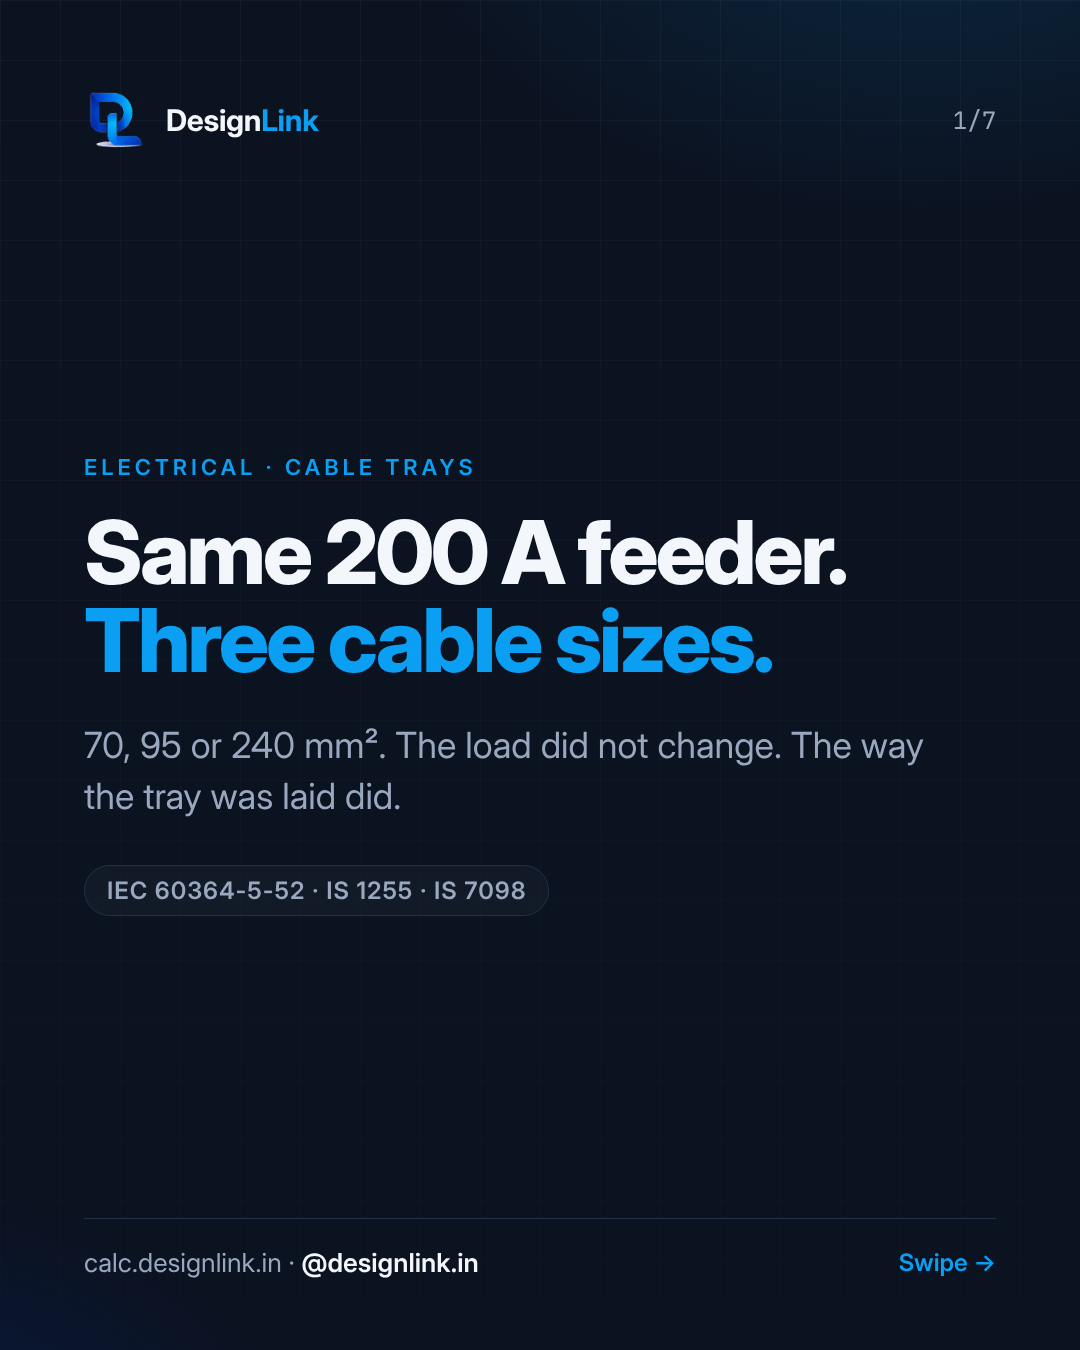 DesignLink
1/7
ELECTRICAL · CABLE TRAYS
Same 200 A feeder.
Three cable sizes.
70, 95 or 240 mm². The load did not change. The way
the tray was laid did.
IEC 60364-5-52 · IS 1255 · IS 7098
calc.designlink.in · @designlink.in
Swipe →